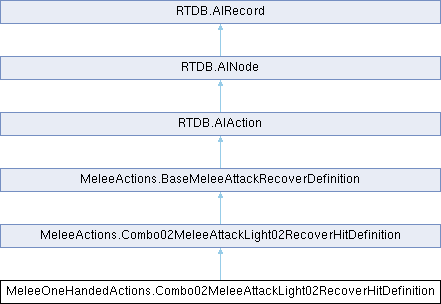 RTDB.AIRecord
RTDB.AINode
RTDB.AIAction
MeleeActions.BaseMeleeAttackRecoverDefinition
MeleeActions.Combo02MeleeAttackLight02RecoverHitDefinition
MeleeOneHandedActions.Combo02MeleeAttackLight02RecoverHitDefinition